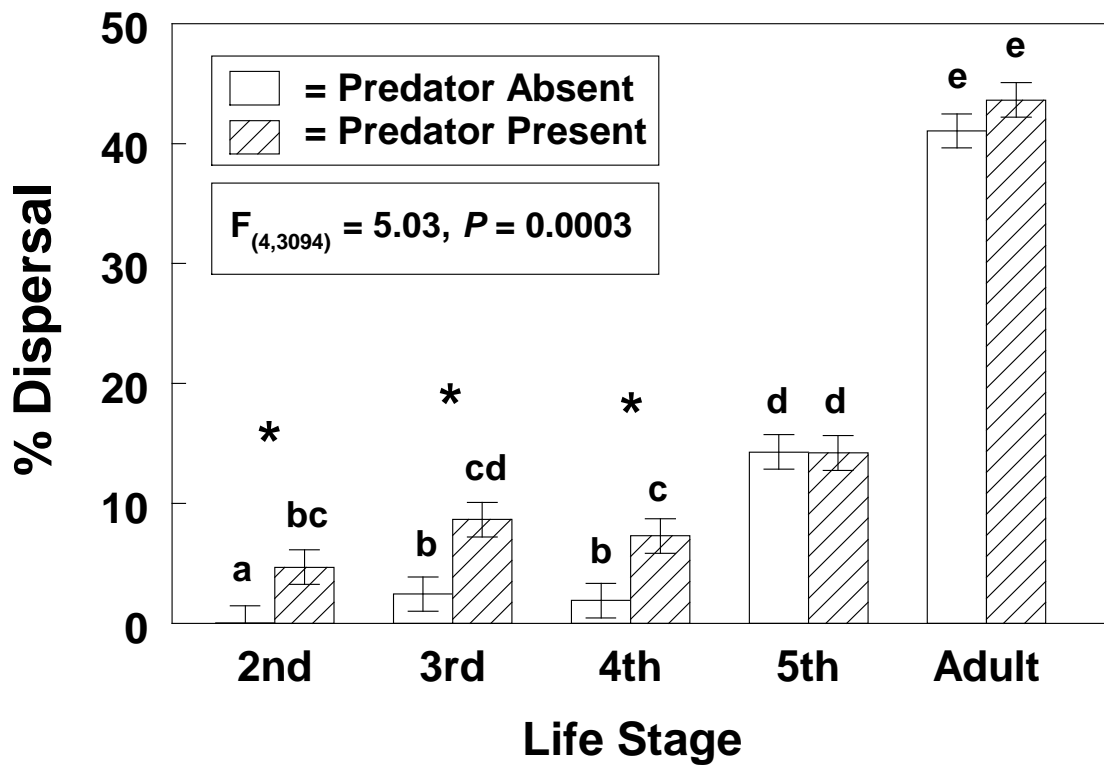 50
40
30
20
10
0
% Dispersal
= Predator Absent
= Predator Present
F(4,3094) = 5.03, P = 0.0003
* * *
a bc b cd b c d d e e
2nd 3rd 4th 5th Adult
Life Stage